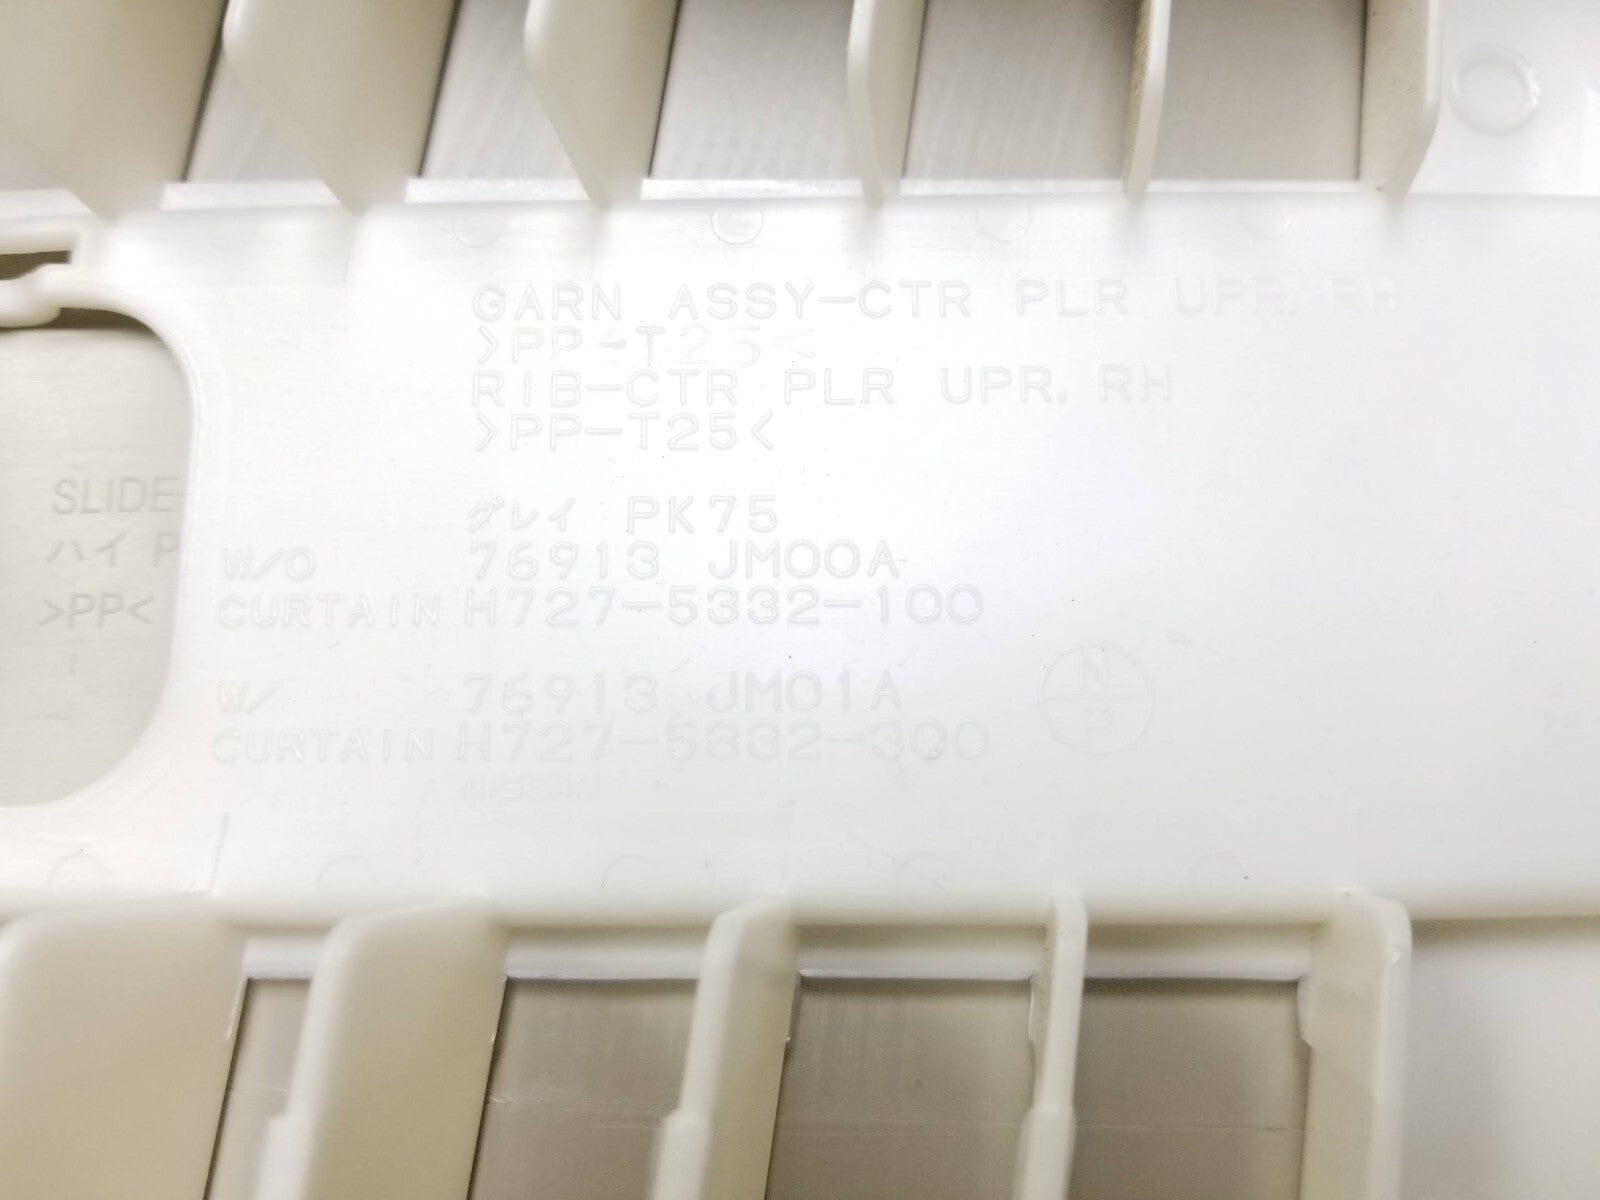 GARN ASSY-CTR PLR UPR. RH
>PP-T25<
RIB-CTR PLR UPR. RH
>PP-T25<
グレイ PK75
W/O 76913 JM00A
CURTAIN H727-5332-100
W/ 76913 JM01A
CURTAIN H727-5332-300
NISSAN
N
P
SLIDE
ハイ P
>PP<